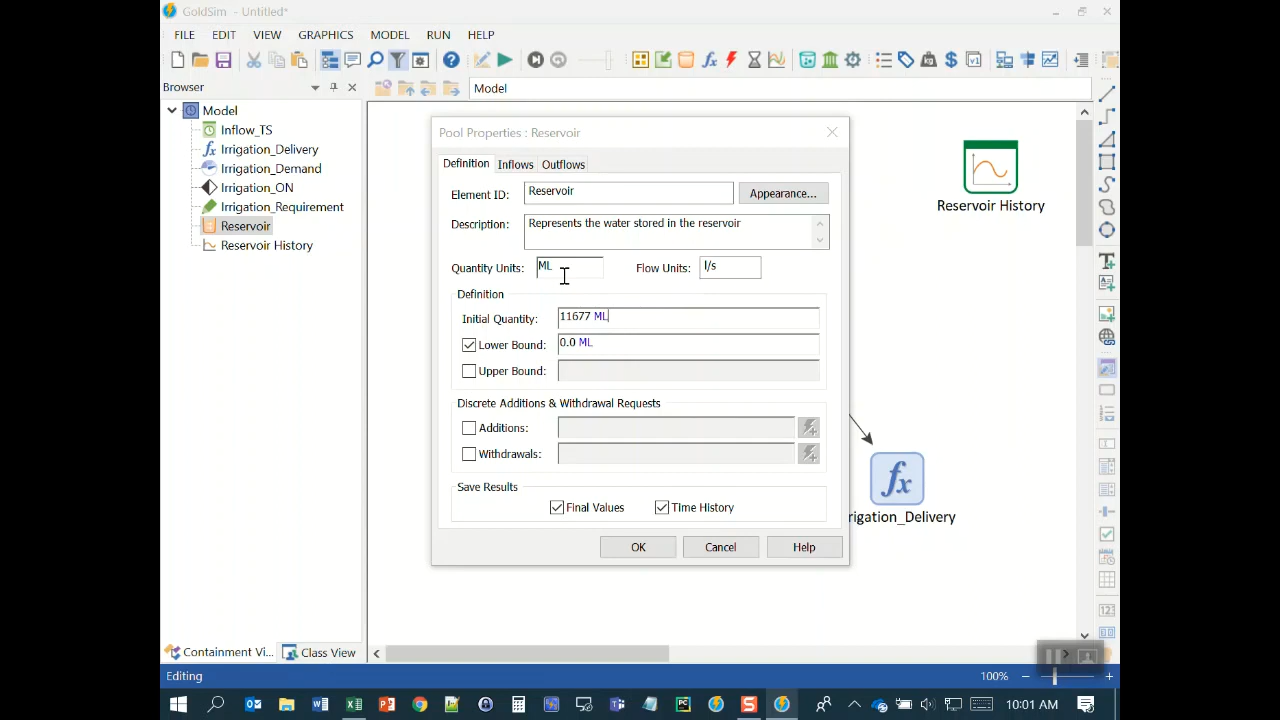 GoldSim - Untitled*
FILE EDIT VIEW GRAPHICS MODEL RUN HELP
Browser
Model
Model
Inflow_TS
Irrigation_Delivery
Irrigation_Demand
Irrigation_ON
Irrigation_Requirement
Reservoir
Reservoir History
Pool Properties : Reservoir
Definition Inflows Outflows
Element ID: Reservoir Appearance...
Description: Represents the water stored in the reservoir
Quantity Units: ML Flow Units: l/s
Definition
Initial Quantity: 11677 ML
Lower Bound: 0.0 ML
Upper Bound:
Discrete Additions & Withdrawal Requests
Additions:
Withdrawals:
Save Results
Final Values Time History
OK Cancel Help
Reservoir History
rrigation_Delivery
Containment Vi... Class View
Editing 100%
10:01 AM